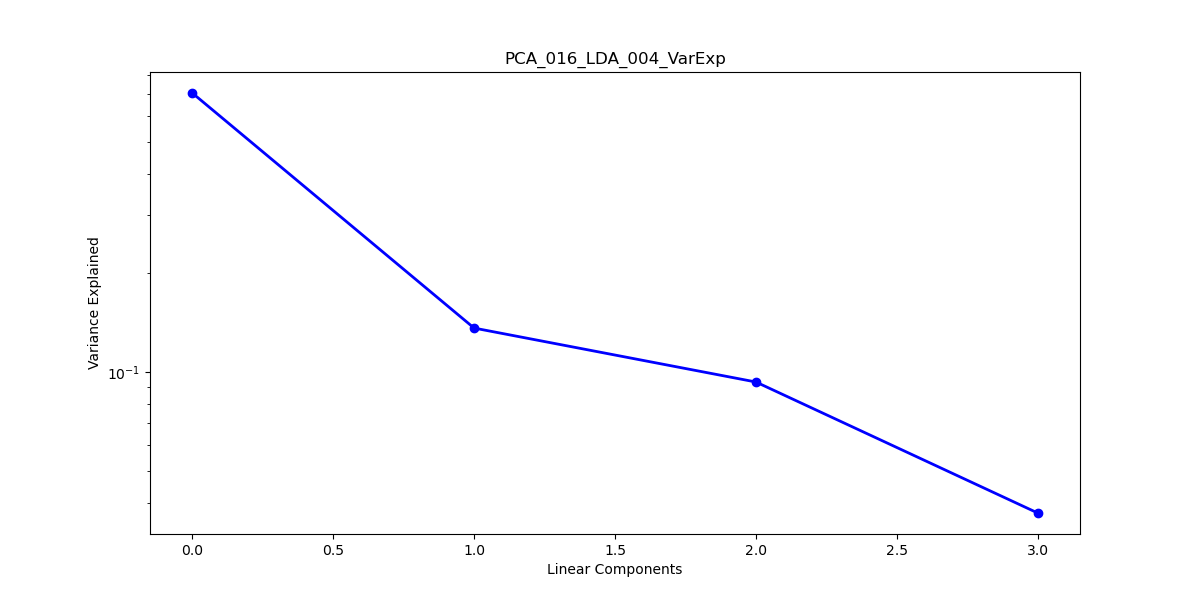 PCA_016_LDA_004_VarExp
Variance Explained
10⁻¹
0.0 0.5 1.0 1.5 2.0 2.5 3.0
Linear Components